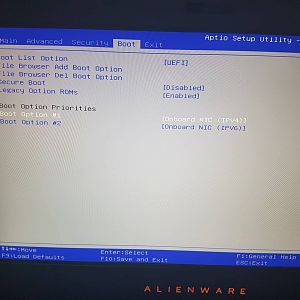 Main Advanced Security Boot Exit Aptio Setup Utility -
oot List Option [UEFI]
ile Browser Add Boot Option
ile Browser Del Boot Option
ecure Boot [Disabled]
egacy Option ROMs [Enabled]
Boot Option Priorities
Boot Option #1 [Onboard NIC (IPV4)]
Boot Option #2 [Onboard NIC (IPV6)]
:Move Enter:Select F1:General Help
F9:Load Defaults F10:Save and Exit ESC:Exit
ALIENWARE